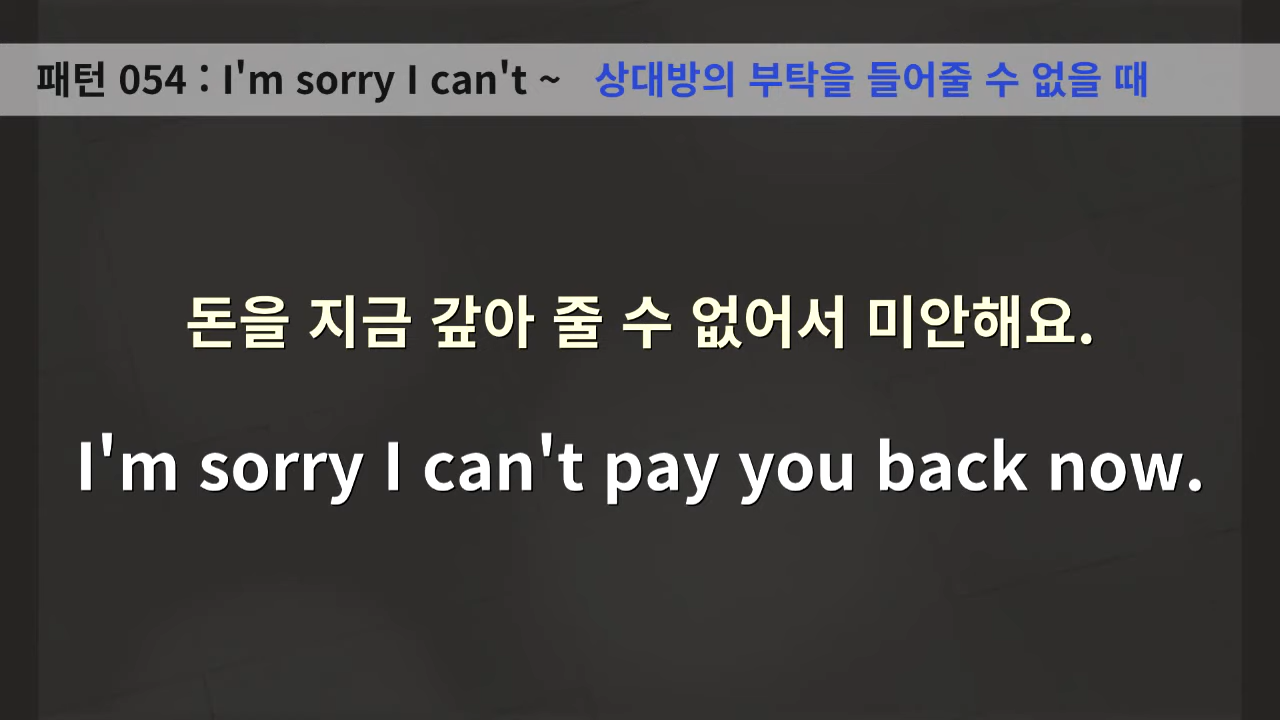 패턴 054 : I'm sorry I can't ~ 상대방의 부탁을 들어줄 수 없을 때
돈을 지금 갚아 줄 수 없어서 미안해요.
I'm sorry I can't pay you back now.